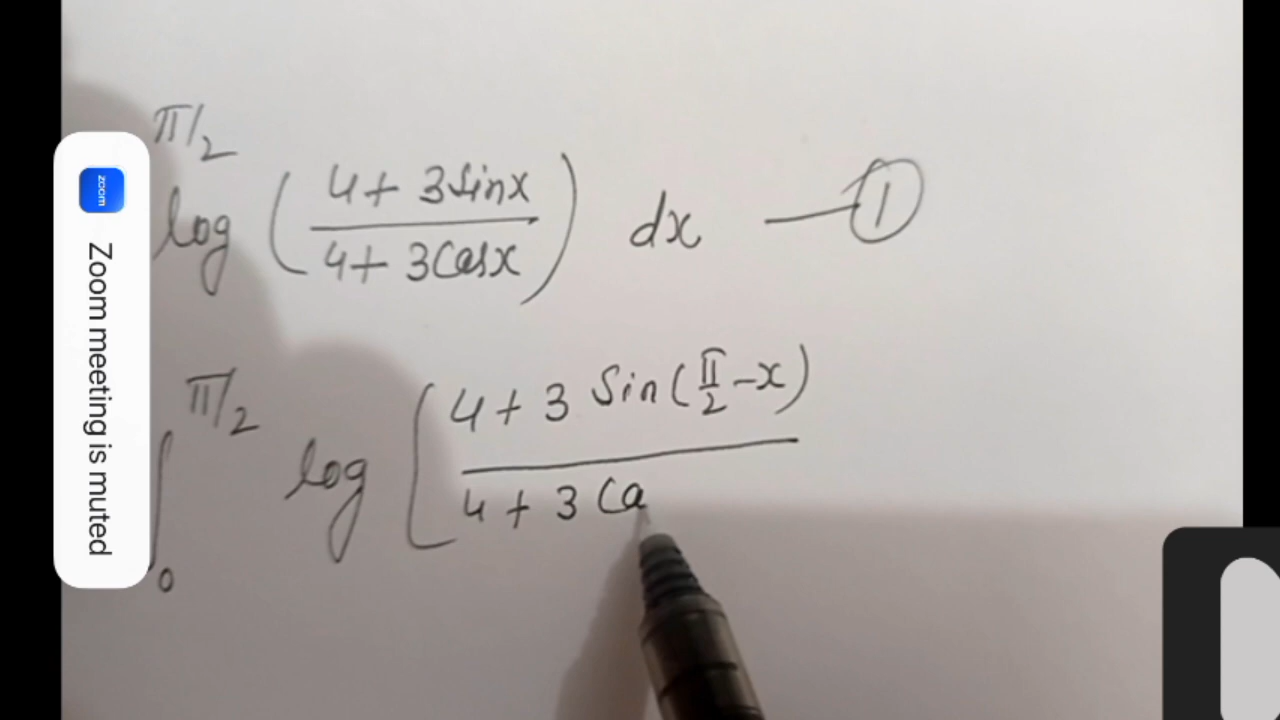 π/2
log ( 4 + 3 sinx / 4 + 3 cosx ) dx — ①
∫₀^π/2 log [ 4 + 3 Sin ( π/2 - x ) / 4 + 3 Co
zoom
Zoom meeting is muted